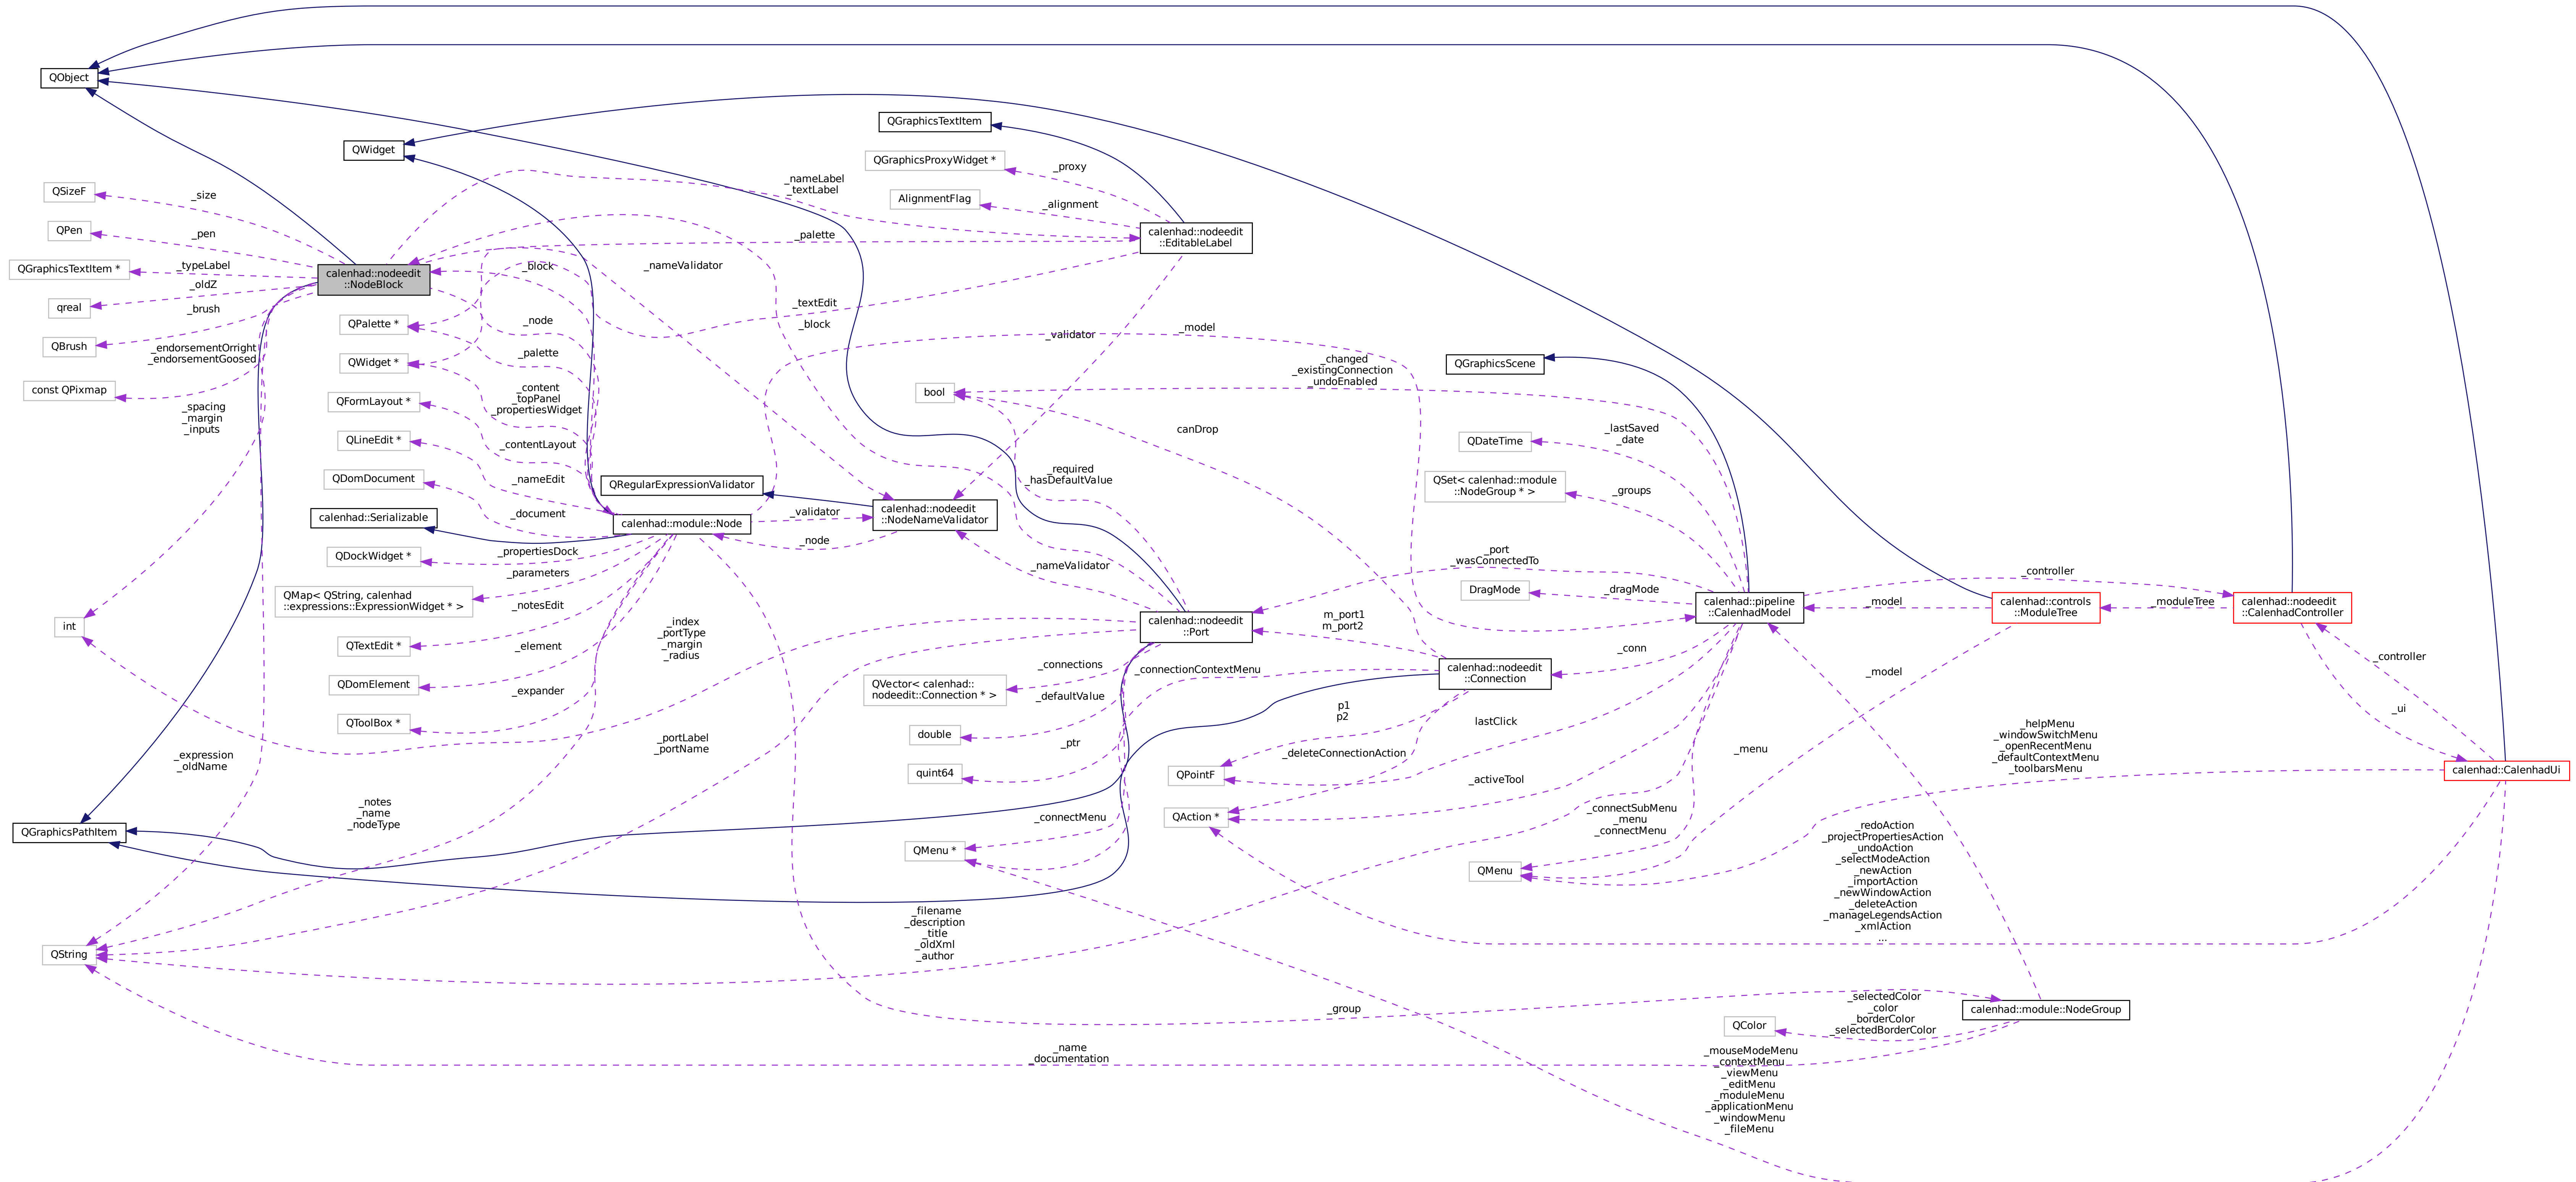 QObject
QGraphicsTextItem
QWidget
QGraphicsProxyWidget *
_proxy
_nameLabel
_textLabel
QSizeF
_size
AlignmentFlag
_alignment
QPen
_pen
calenhad::nodeedit
::EditableLabel
_palette
QGraphicsTextItem *
_typeLabel
calenhad::nodeedit
::NodeBlock
_block
_nameValidator
qreal
_oldZ
_brush
_textEdit
QPalette *
_node
_block
_model
_validator
QBrush
_endorsementOrright
_endorsementGoosed
QWidget *
_palette
QGraphicsScene
_changed
_existingConnection
_undoEnabled
const QPixmap
_content
_topPanel
_propertiesWidget
bool
QFormLayout *
_spacing
_margin
_inputs
canDrop
_lastSaved
_date
QDateTime
QLineEdit *
_contentLayout
QDomDocument
_nameEdit
QRegularExpressionValidator
_required
_hasDefaultValue
QSet< calenhad::module
::NodeGroup * >
_groups
calenhad::Serializable
_document
calenhad::module::Node
_validator
calenhad::nodeedit
::NodeNameValidator
_node
QDockWidget *
_propertiesDock
_port
_wasConnectedTo
_nameValidator
_controller
QMap< QString, calenhad
::expressions::ExpressionWidget * >
_parameters
DragMode
_dragMode
calenhad::pipeline
::CalenhadModel
_model
calenhad::controls
::ModuleTree
_moduleTree
calenhad::nodeedit
::CalenhadController
int
_notesEdit
_index
_portType
_margin
_radius
calenhad::nodeedit
::Port
m_port1
m_port2
QTextEdit *
_element
_conn
_controller
QDomElement
_expander
_connections
QVector< calenhad::
nodeedit::Connection * >
_connectionContextMenu
calenhad::nodeedit
::Connection
_model
_defaultValue
QToolBox *
p1
p2
lastClick
_ui
double
_portLabel
_portName
_ptr
_menu
_helpMenu
_windowSwitchMenu
_openRecentMenu
_defaultContextMenu
_toolbarsMenu
_expression
_oldName
_deleteConnectionAction
quint64
QPointF
_activeTool
calenhad::CalenhadUi
_notes
_name
_nodeType
QGraphicsPathItem
_connectMenu
QAction *
_connectSubMenu
_menu
_connectMenu
QMenu *
QMenu
_redoAction
_projectPropertiesAction
_undoAction
_selectModeAction
_newAction
_importAction
_newWindowAction
_deleteAction
_manageLegendsAction
_xmlAction
...
QString
_filename
_description
_title
_oldXml
_author
_group
_selectedColor
_color
_borderColor
_selectedBorderColor
QColor
calenhad::module::NodeGroup
_name
_documentation
_mouseModeMenu
_contextMenu
_viewMenu
_editMenu
_moduleMenu
_applicationMenu
_windowMenu
_fileMenu